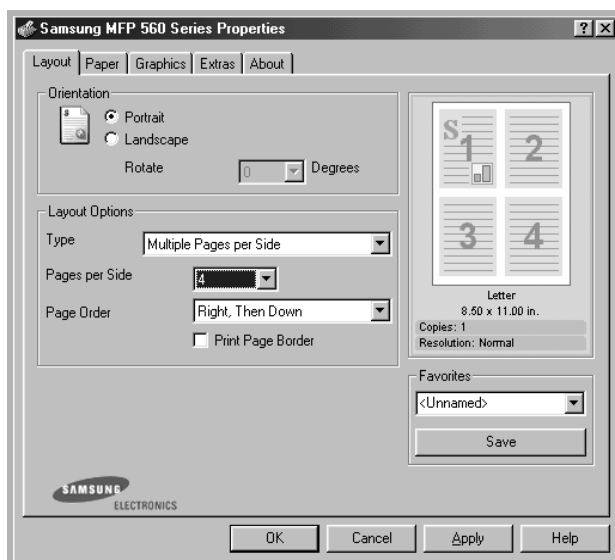 Samsung MFP 560 Series Properties
Layout Paper Graphics Extras About
Orientation
Portrait
Landscape
Rotate 0 Degrees
Layout Options
Type Multiple Pages per Side
Pages per Side 4
Page Order Right, Then Down
Print Page Border
S 1 2
3 4
Letter
8.50 x 11.00 in.
Copies: 1
Resolution: Normal
Favorites
<Unnamed>
Save
SAMSUNG
ELECTRONICS
OK Cancel Apply Help